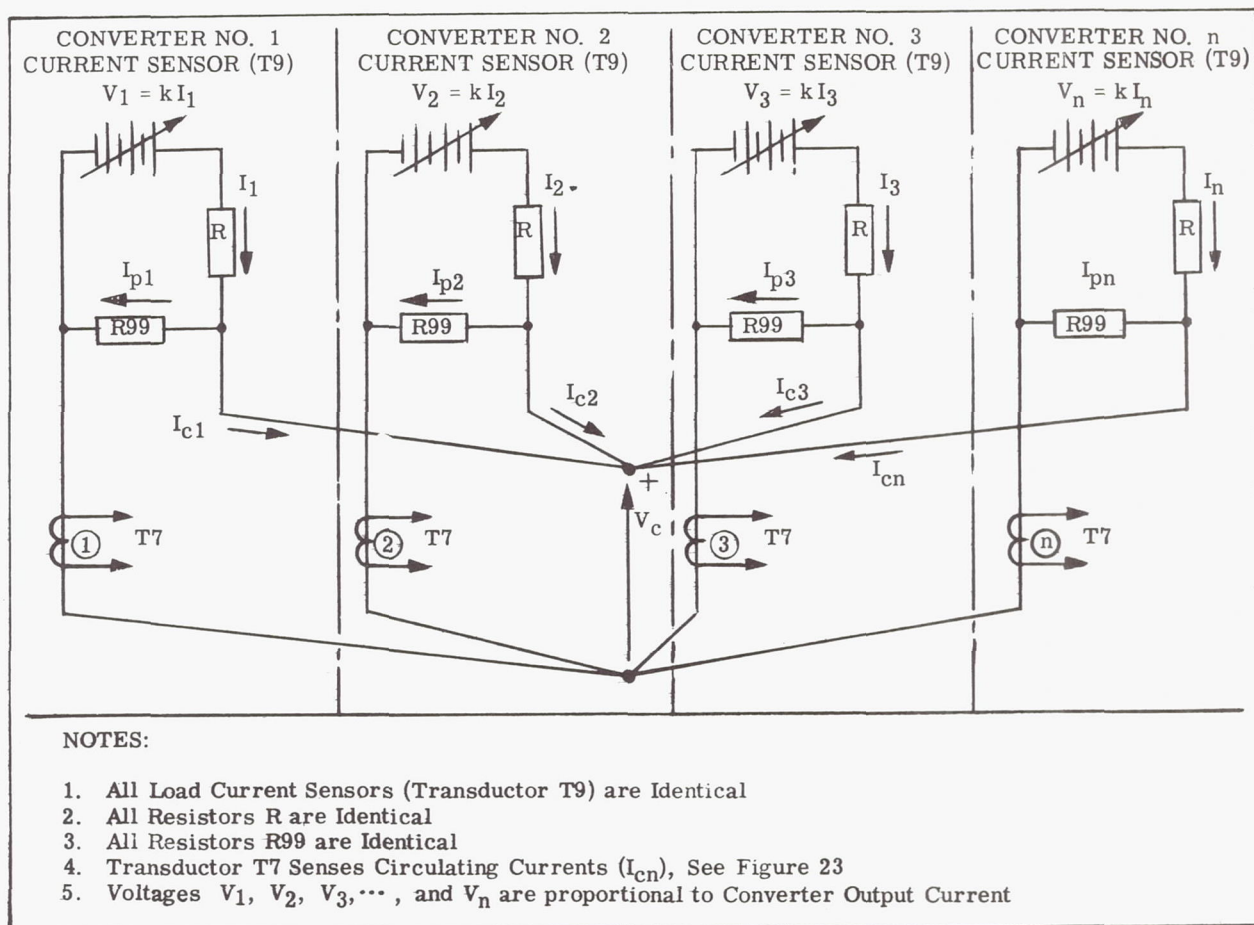 CONVERTER NO. 1
CURRENT SENSOR (T9)
V1 = kI1
I1
R
Ip1
R99
Ic1
1
T7
CONVERTER NO. 2
CURRENT SENSOR (T9)
V2 = kI2
I2
R
Ip2
R99
Ic2
2
T7
CONVERTER NO. 3
CURRENT SENSOR (T9)
V3 = kI3
I3
R
Ip3
R99
Ic3
+
Vc
3
T7
CONVERTER NO. n
CURRENT SENSOR (T9)
Vn = kIn
In
R
Ipn
R99
Icn
n
T7
NOTES:
1. All Load Current Sensors (Transductor T9) are Identical
2. All Resistors R are Identical
3. All Resistors R99 are Identical
4. Transductor T7 Senses Circulating Currents (Icn), See Figure 23
5. Voltages V1, V2, V3, ··· , and Vn are proportional to Converter Output Current